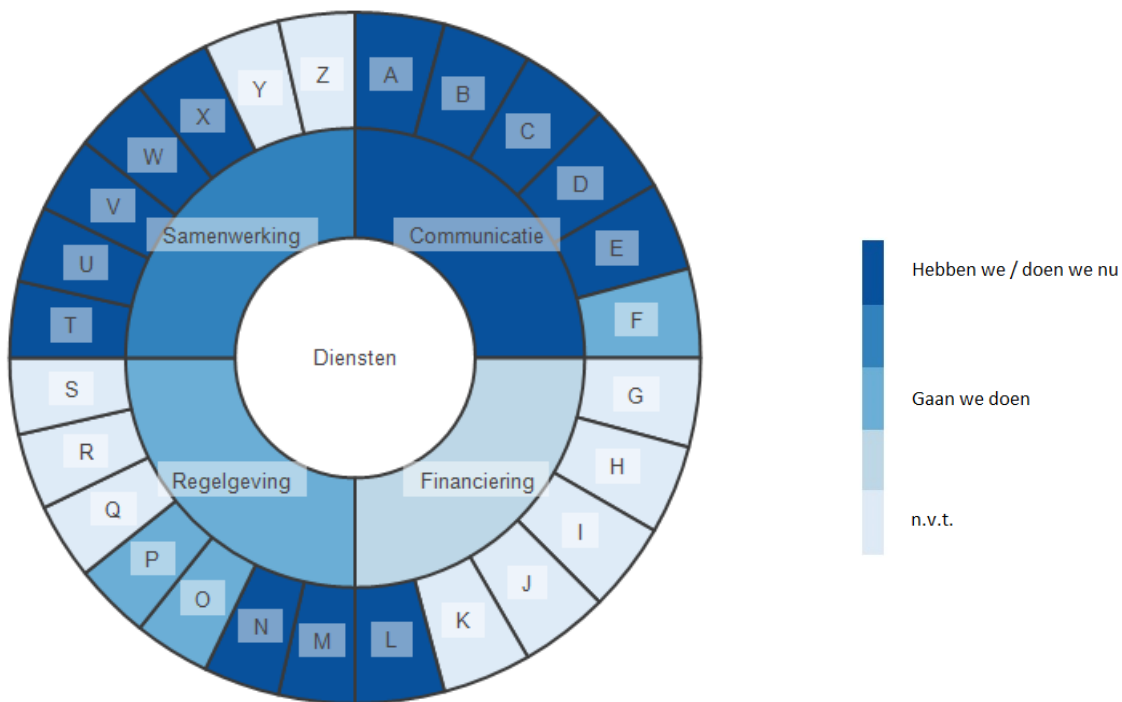 Y
Z
A
B
C
D
E
F
X
W
V
U
T
Samenwerking
Communicatie
Diensten
Regelgeving
Financiering
S
R
Q
P
O
N
M
L
K
J
I
H
G
Hebben we / doen we nu
Gaan we doen
n.v.t.